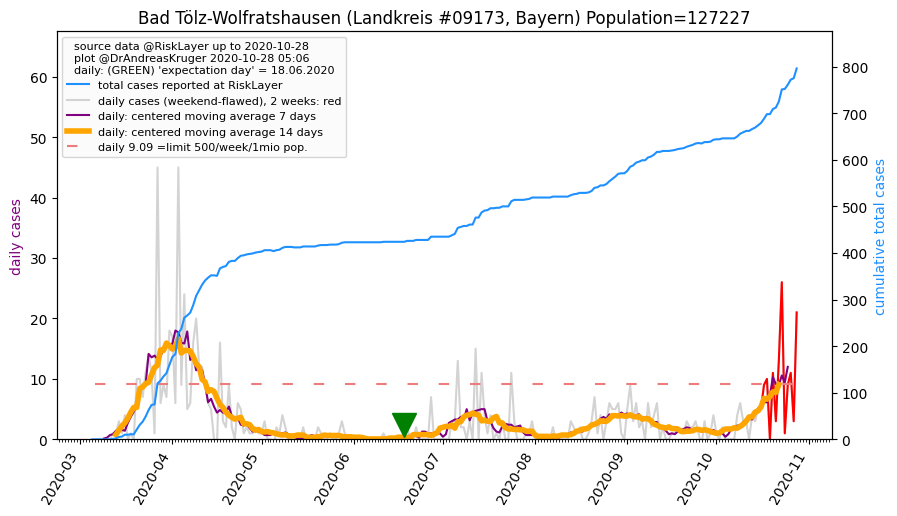 Bad Tölz-Wolfratshausen (Landkreis #09173, Bayern) Population=127227
source data @RiskLayer up to 2020-10-28
plot @DrAndreasKruger 2020-10-28 05:06
daily: (GREEN) 'expectation day' = 18.06.2020
total cases reported at RiskLayer
daily cases (weekend-flawed), 2 weeks: red
daily: centered moving average 7 days
daily: centered moving average 14 days
daily 9.09 =limit 500/week/1mio pop.
daily cases
60
50
40
30
20
10
0
cumulative total cases
800
700
600
500
400
300
200
100
0
2020-03
2020-04
2020-05
2020-06
2020-07
2020-08
2020-09
2020-10
2020-11